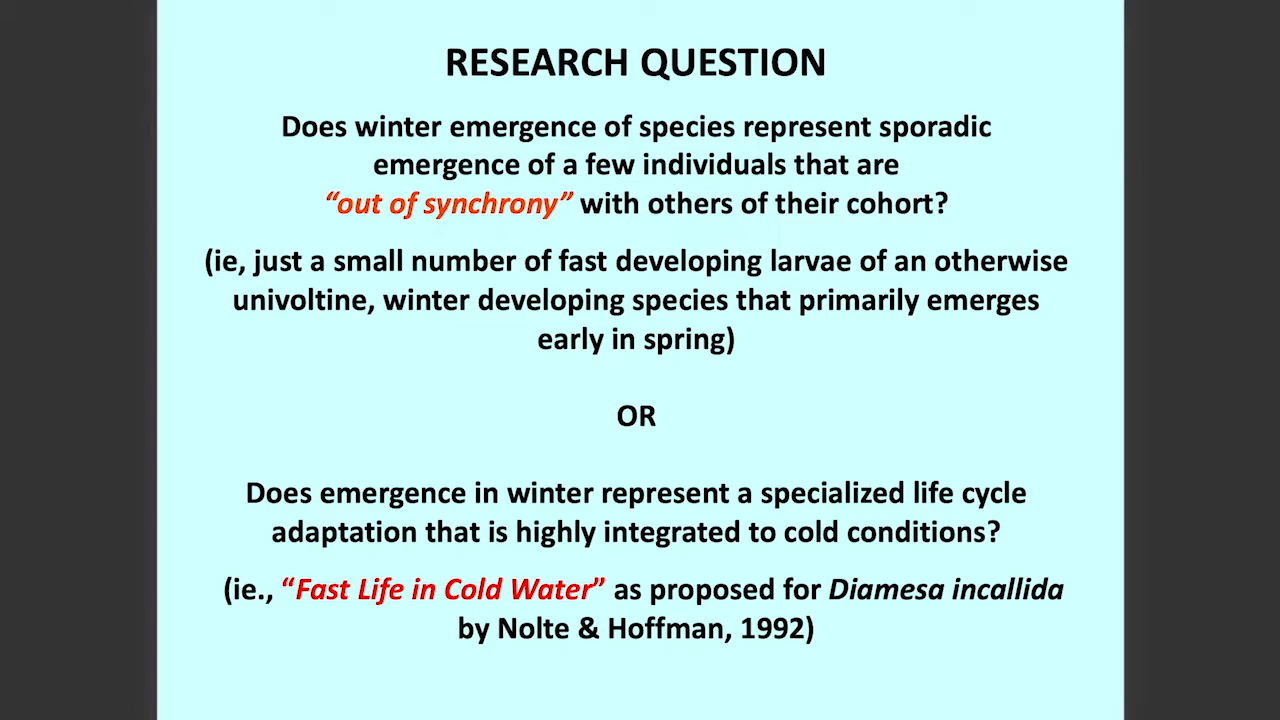 RESEARCH QUESTION
Does winter emergence of species represent sporadic
emergence of a few individuals that are
“out of synchrony” with others of their cohort?
(ie, just a small number of fast developing larvae of an otherwise
univoltine, winter developing species that primarily emerges
early in spring)
OR
Does emergence in winter represent a specialized life cycle
adaptation that is highly integrated to cold conditions?
(ie., “Fast Life in Cold Water” as proposed for Diamesa incallida
by Nolte & Hoffman, 1992)